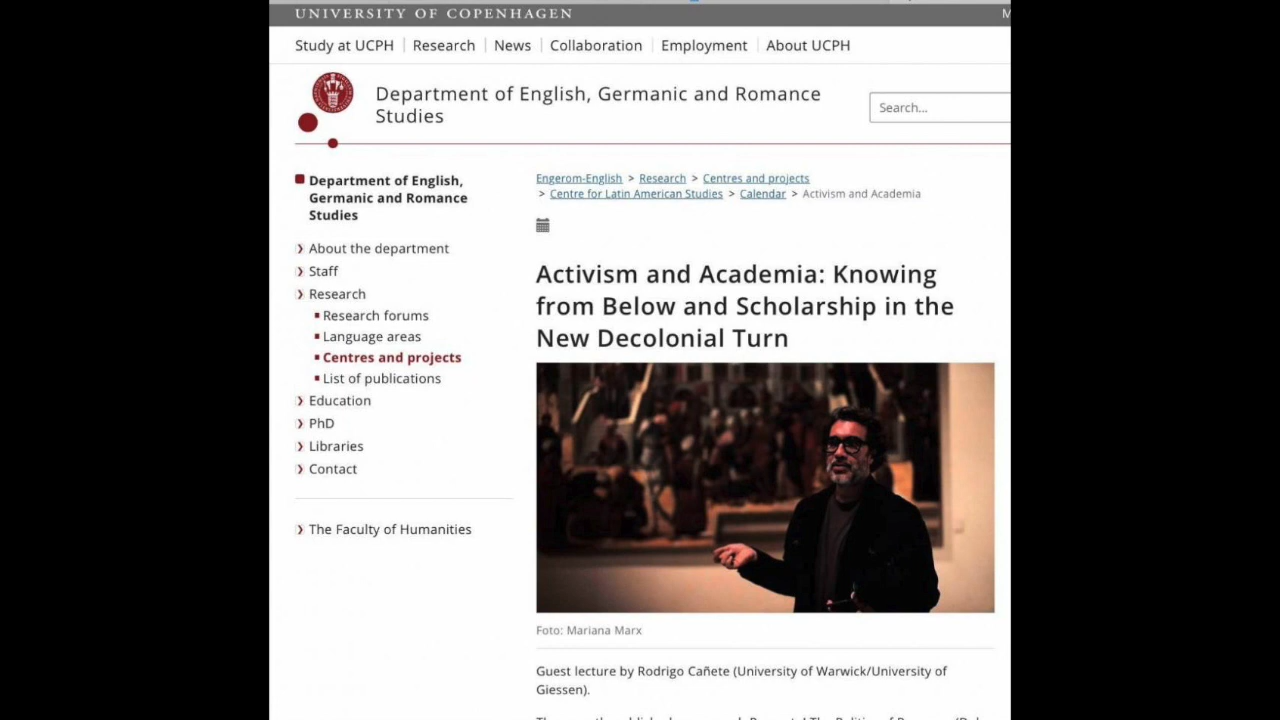 UNIVERSITY OF COPENHAGEN
Study at UCPH
Research
News
Collaboration
Employment
About UCPH
Department of English, Germanic and Romance
Studies
Search...
Department of English,
Germanic and Romance
Studies
About the department
Staff
Research
Research forums
Language areas
Centres and projects
List of publications
Education
PhD
Libraries
Contact
The Faculty of Humanities
Engerom-English > Research > Centres and projects
> Centre for Latin American Studies > Calendar > Activism and Academia
Activism and Academia: Knowing
from Below and Scholarship in the
New Decolonial Turn
Foto: Mariana Marx
Guest lecture by Rodrigo Cañete (University of Warwick/University of
Giessen).